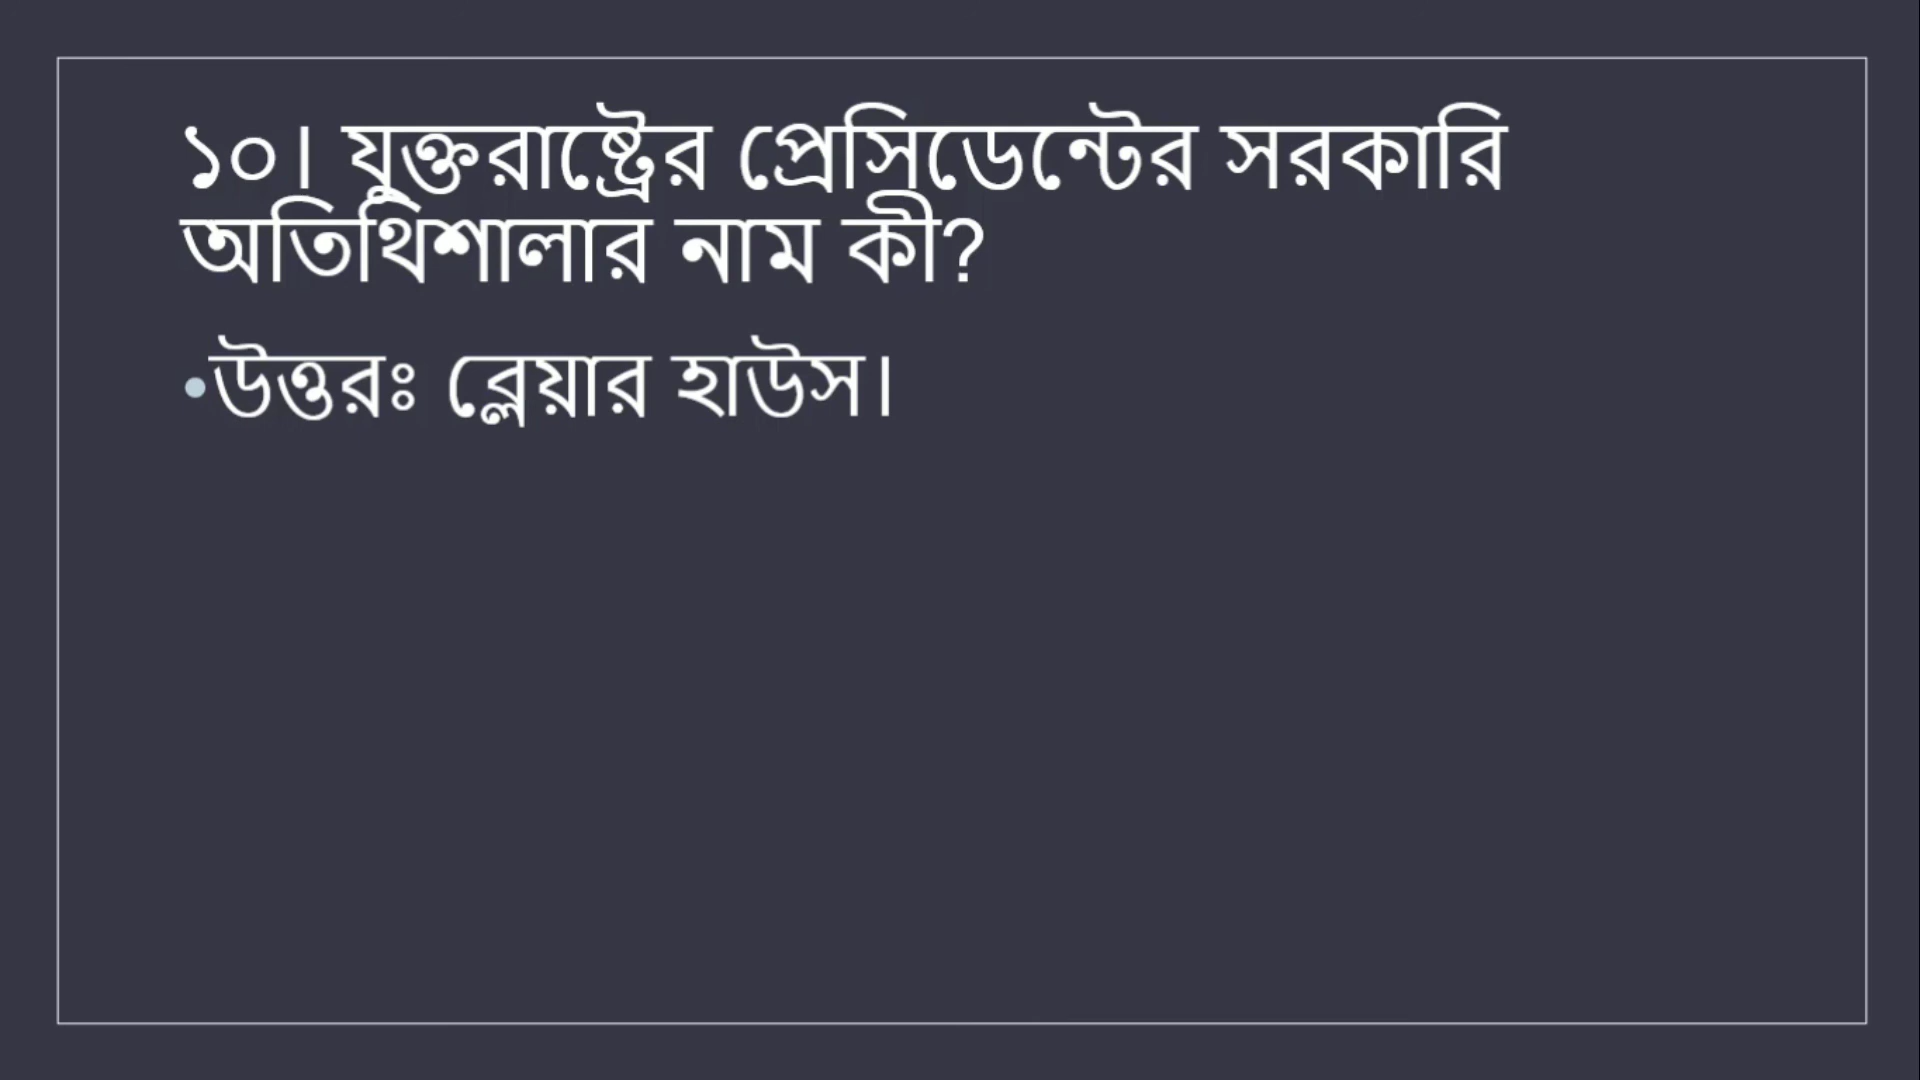 ১০। যুক্তরাষ্ট্রের প্রেসিডেন্টের সরকারি
অতিথিশালার নাম কী?
•উত্তরঃ ব্লেয়ার হাউস।